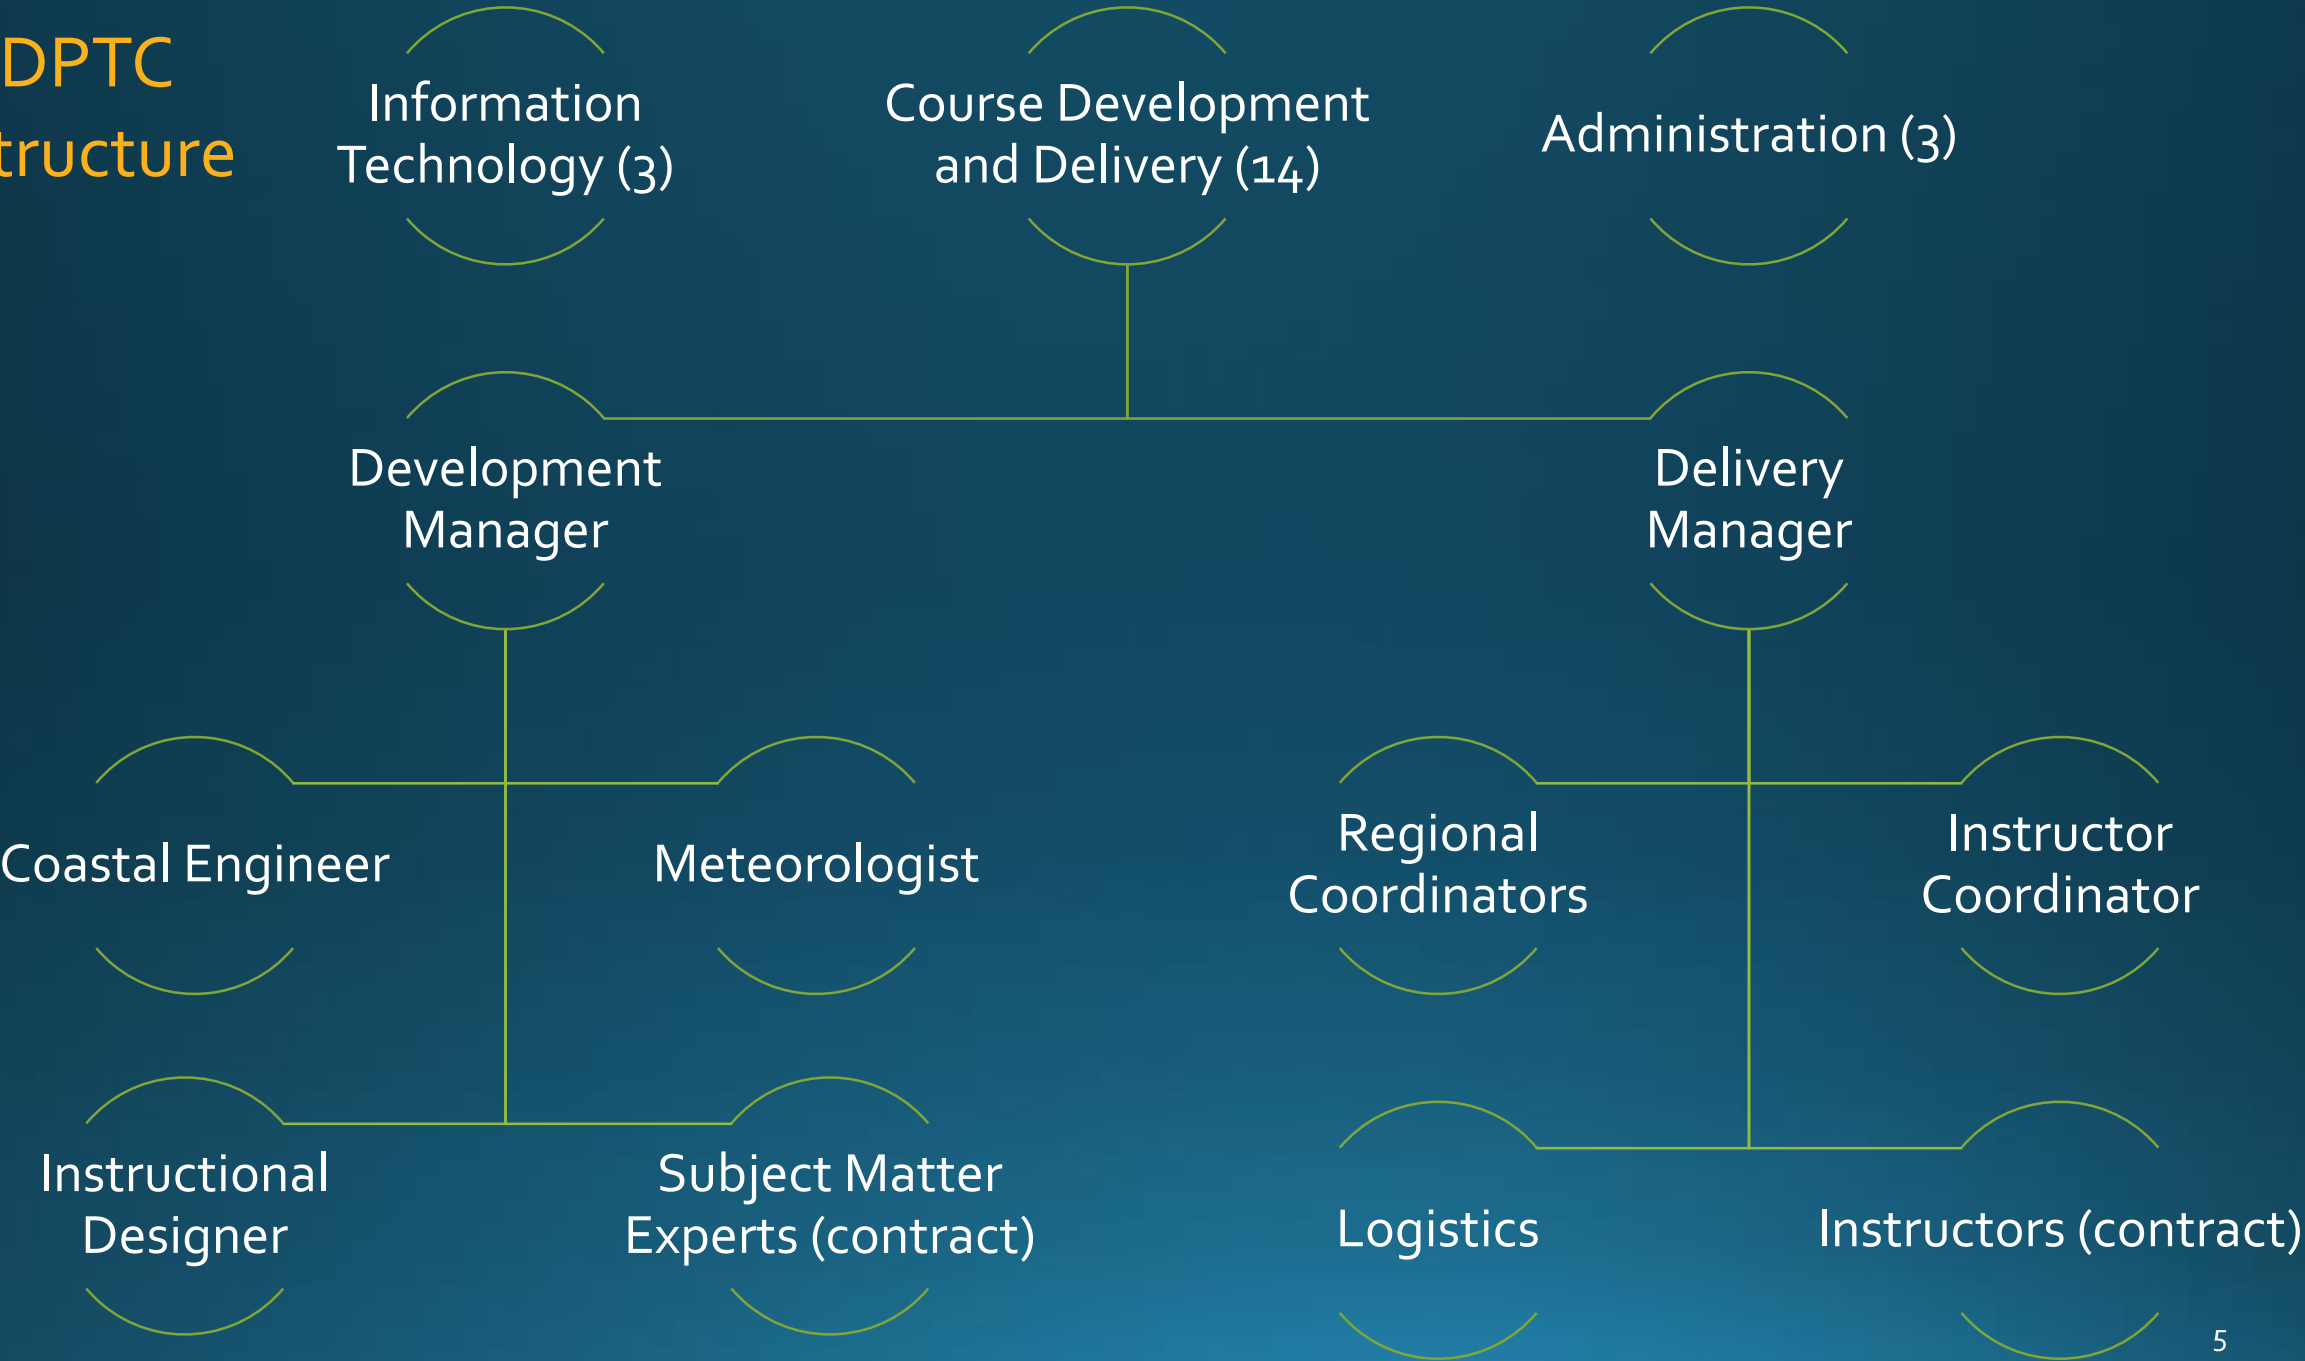 DPTC
tructure
Information
Technology (3)
Course Development
and Delivery (14)
Administration (3)
Development
Manager
Delivery
Manager
Coastal Engineer
Meteorologist
Regional
Coordinators
Instructor
Coordinator
Instructional
Designer
Subject Matter
Experts (contract)
Logistics
Instructors (contract)
5